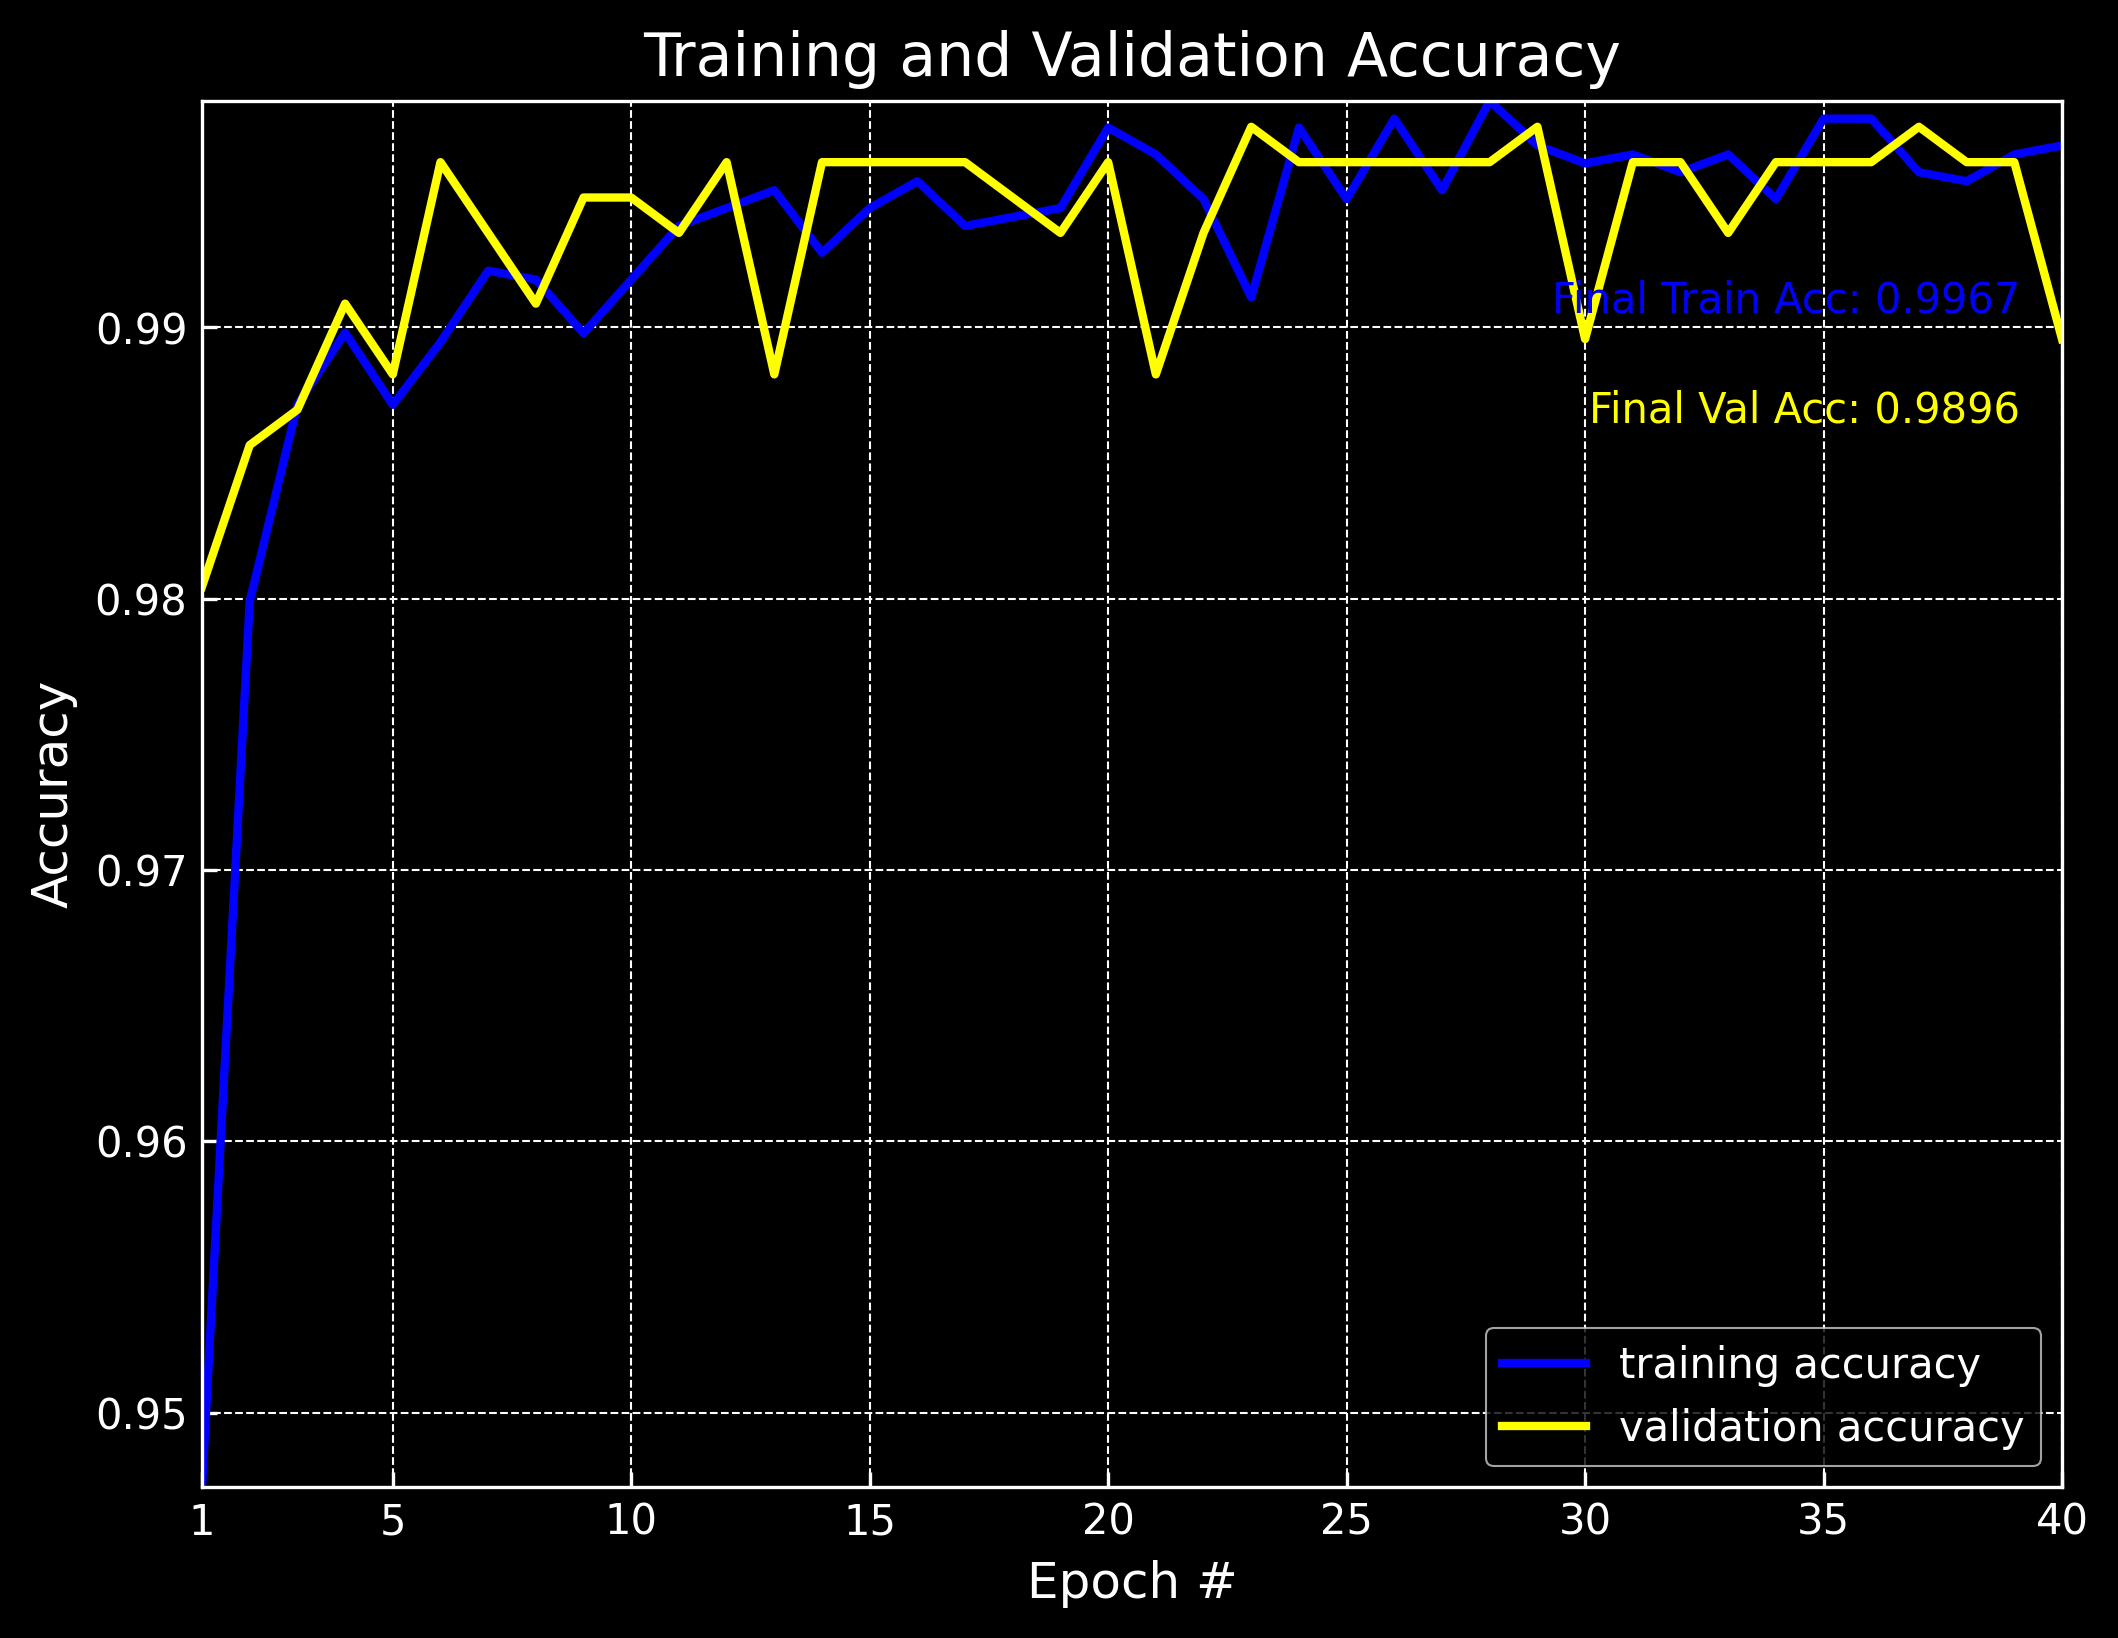 Training and Validation Accuracy
Accuracy
0.99
0.98
0.97
0.96
0.95
Final Train Acc: 0.9967
Final Val Acc: 0.9896
training accuracy
validation accuracy
1 5 10 15 20 25 30 35 40
Epoch #